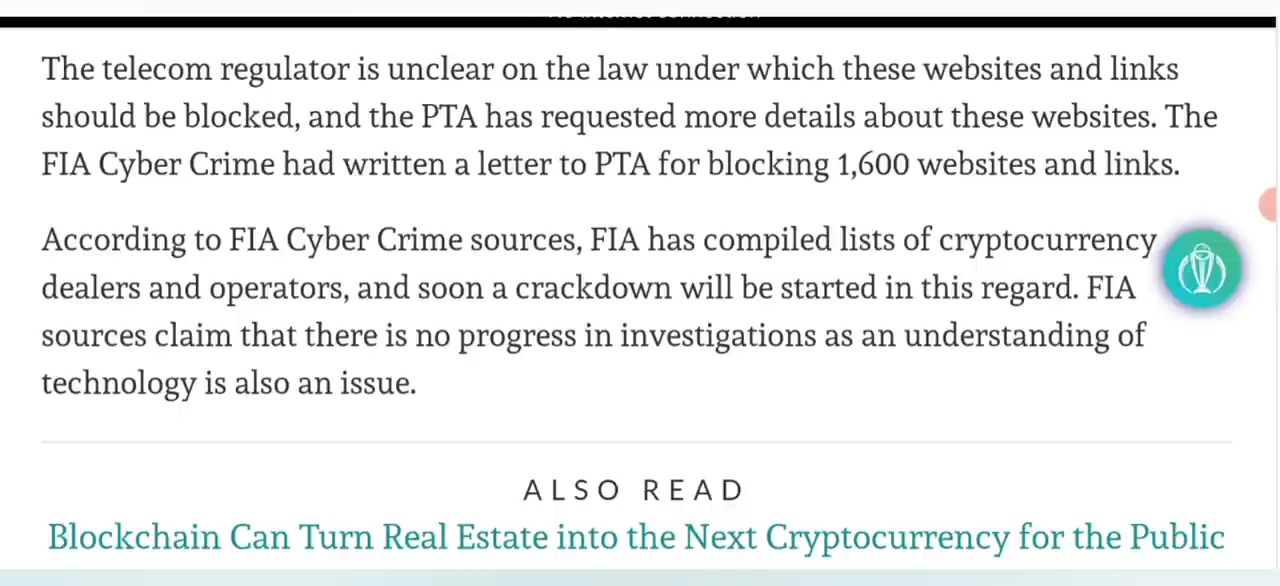 The telecom regulator is unclear on the law under which these websites and links
should be blocked, and the PTA has requested more details about these websites. The
FIA Cyber Crime had written a letter to PTA for blocking 1,600 websites and links.
According to FIA Cyber Crime sources, FIA has compiled lists of cryptocurrency
dealers and operators, and soon a crackdown will be started in this regard. FIA
sources claim that there is no progress in investigations as an understanding of
technology is also an issue.
ALSO READ
Blockchain Can Turn Real Estate into the Next Cryptocurrency for the Public